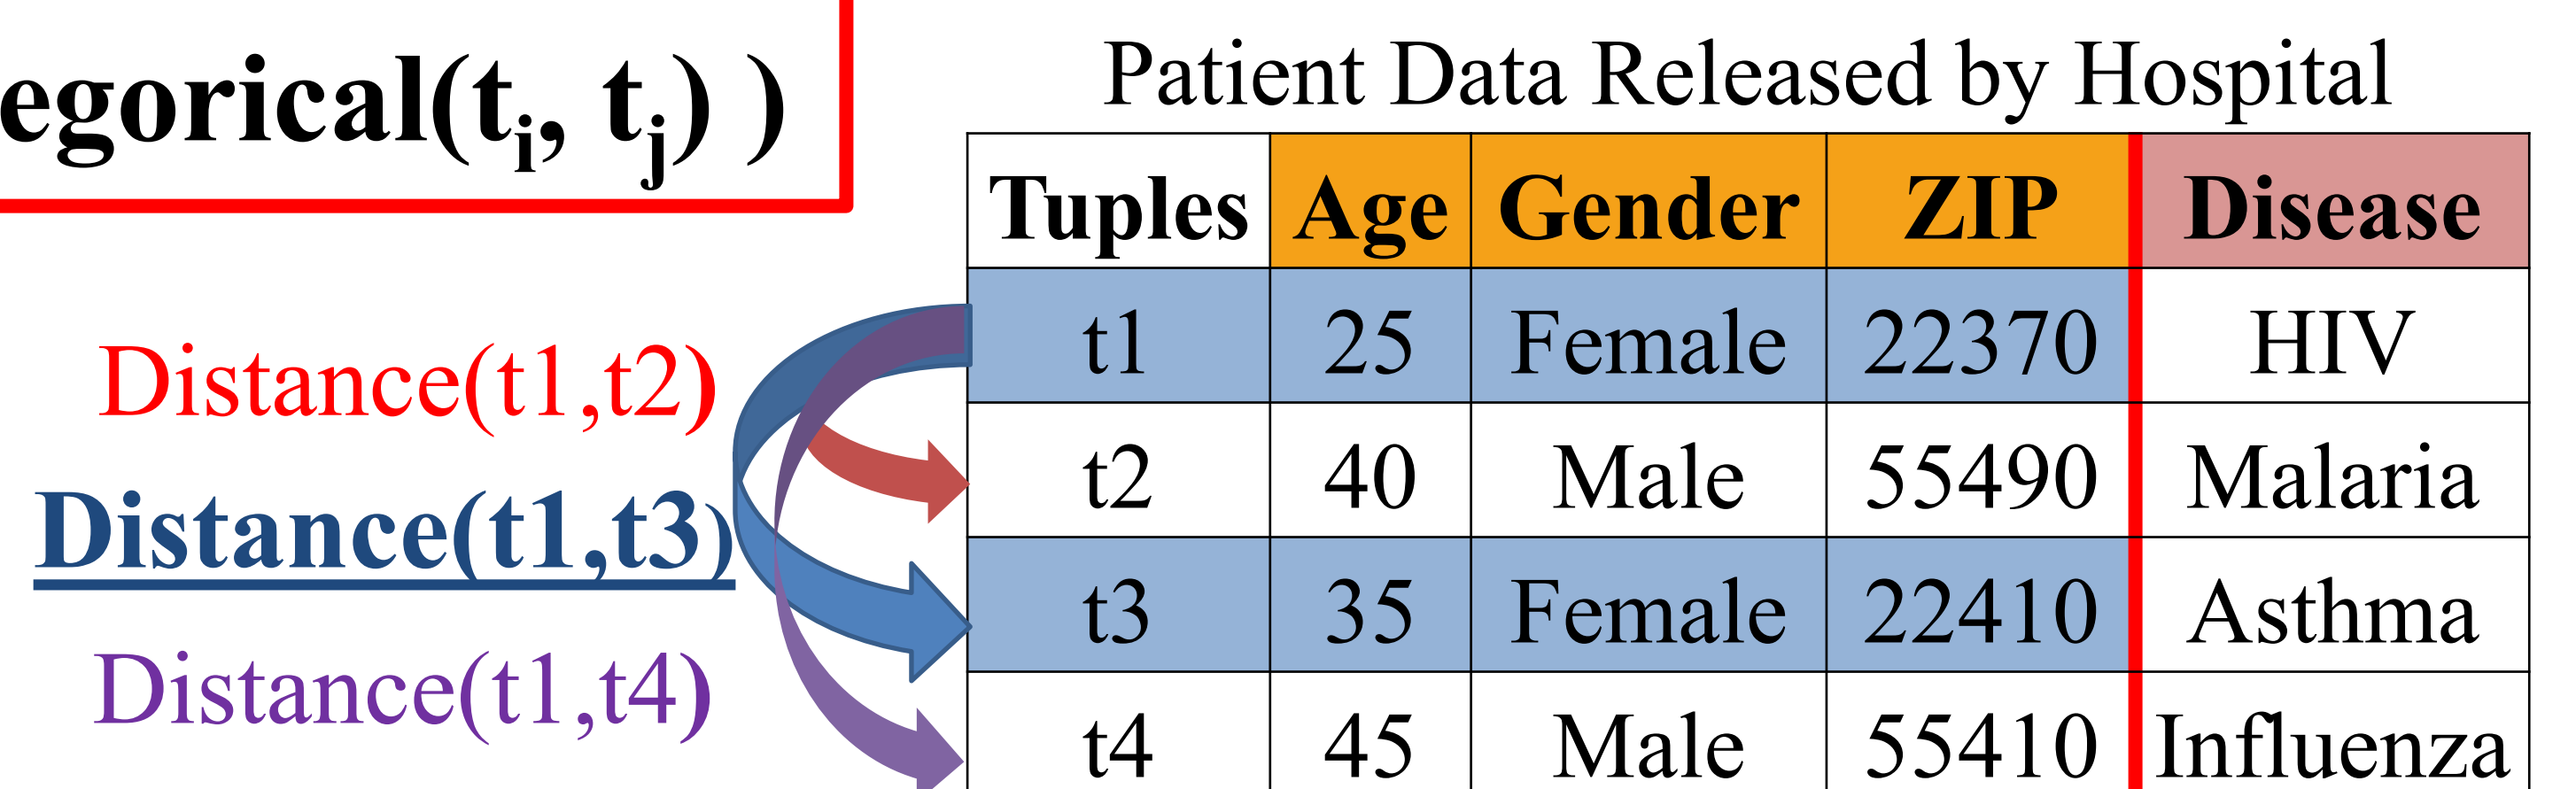 egorical(ti, tj) )
Patient Data Released by Hospital
Tuples Age Gender ZIP Disease
t1 25 Female 22370 HIV
t2 40 Male 55490 Malaria
t3 35 Female 22410 Asthma
t4 45 Male 55410 Influenza
Distance(t1,t2)
Distance(t1,t3)
Distance(t1,t4)